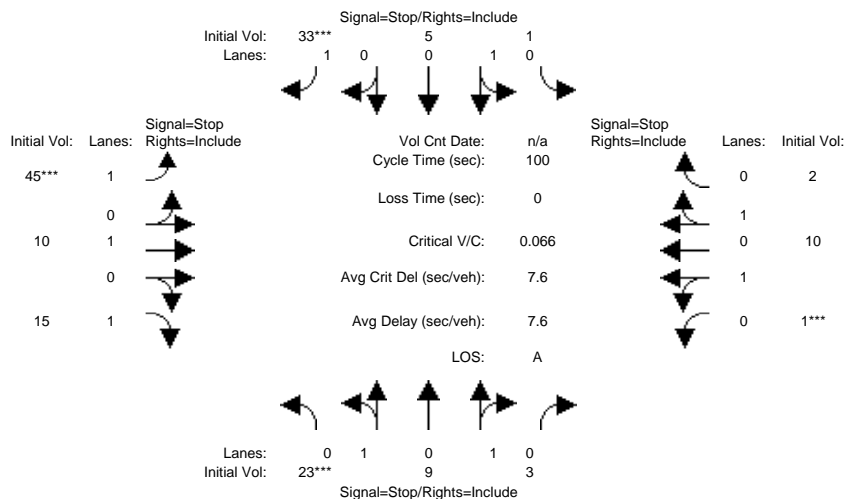 Signal=Stop/Rights=Include
Initial Vol: 33*** 5 1
Lanes: 1 0 0 1 0
Initial Vol: Lanes: Signal=Stop Rights=Include Vol Cnt Date: n/a Signal=Stop Rights=Include Lanes: Initial Vol:
Cycle Time (sec): 100
45*** 1 0 2
Loss Time (sec): 0
0 1
10 1 Critical V/C: 0.066 0 10
0 Avg Crit Del (sec/veh): 7.6 1
15 1 Avg Delay (sec/veh): 7.6 0 1***
LOS: A
Lanes: 0 1 0 1 0
Initial Vol: 23*** 9 3
Signal=Stop/Rights=Include